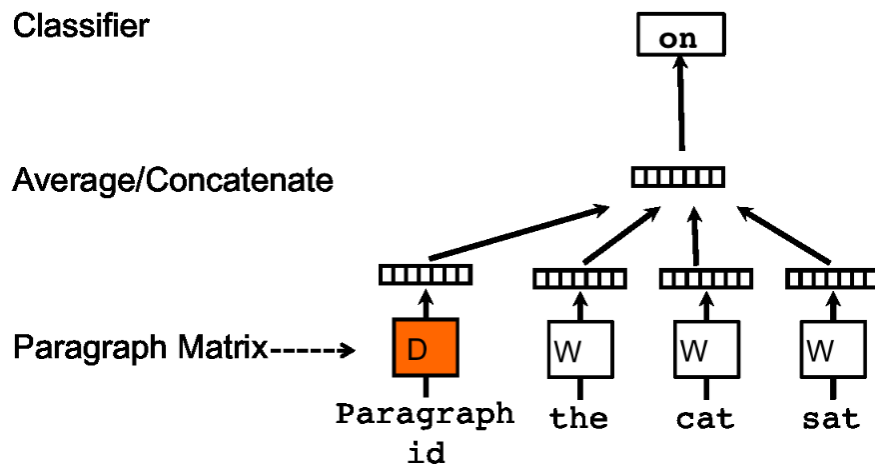 Classifier
on
Average/Concatenate
Paragraph Matrix
D
W
W
W
Paragraph
id
the
cat
sat